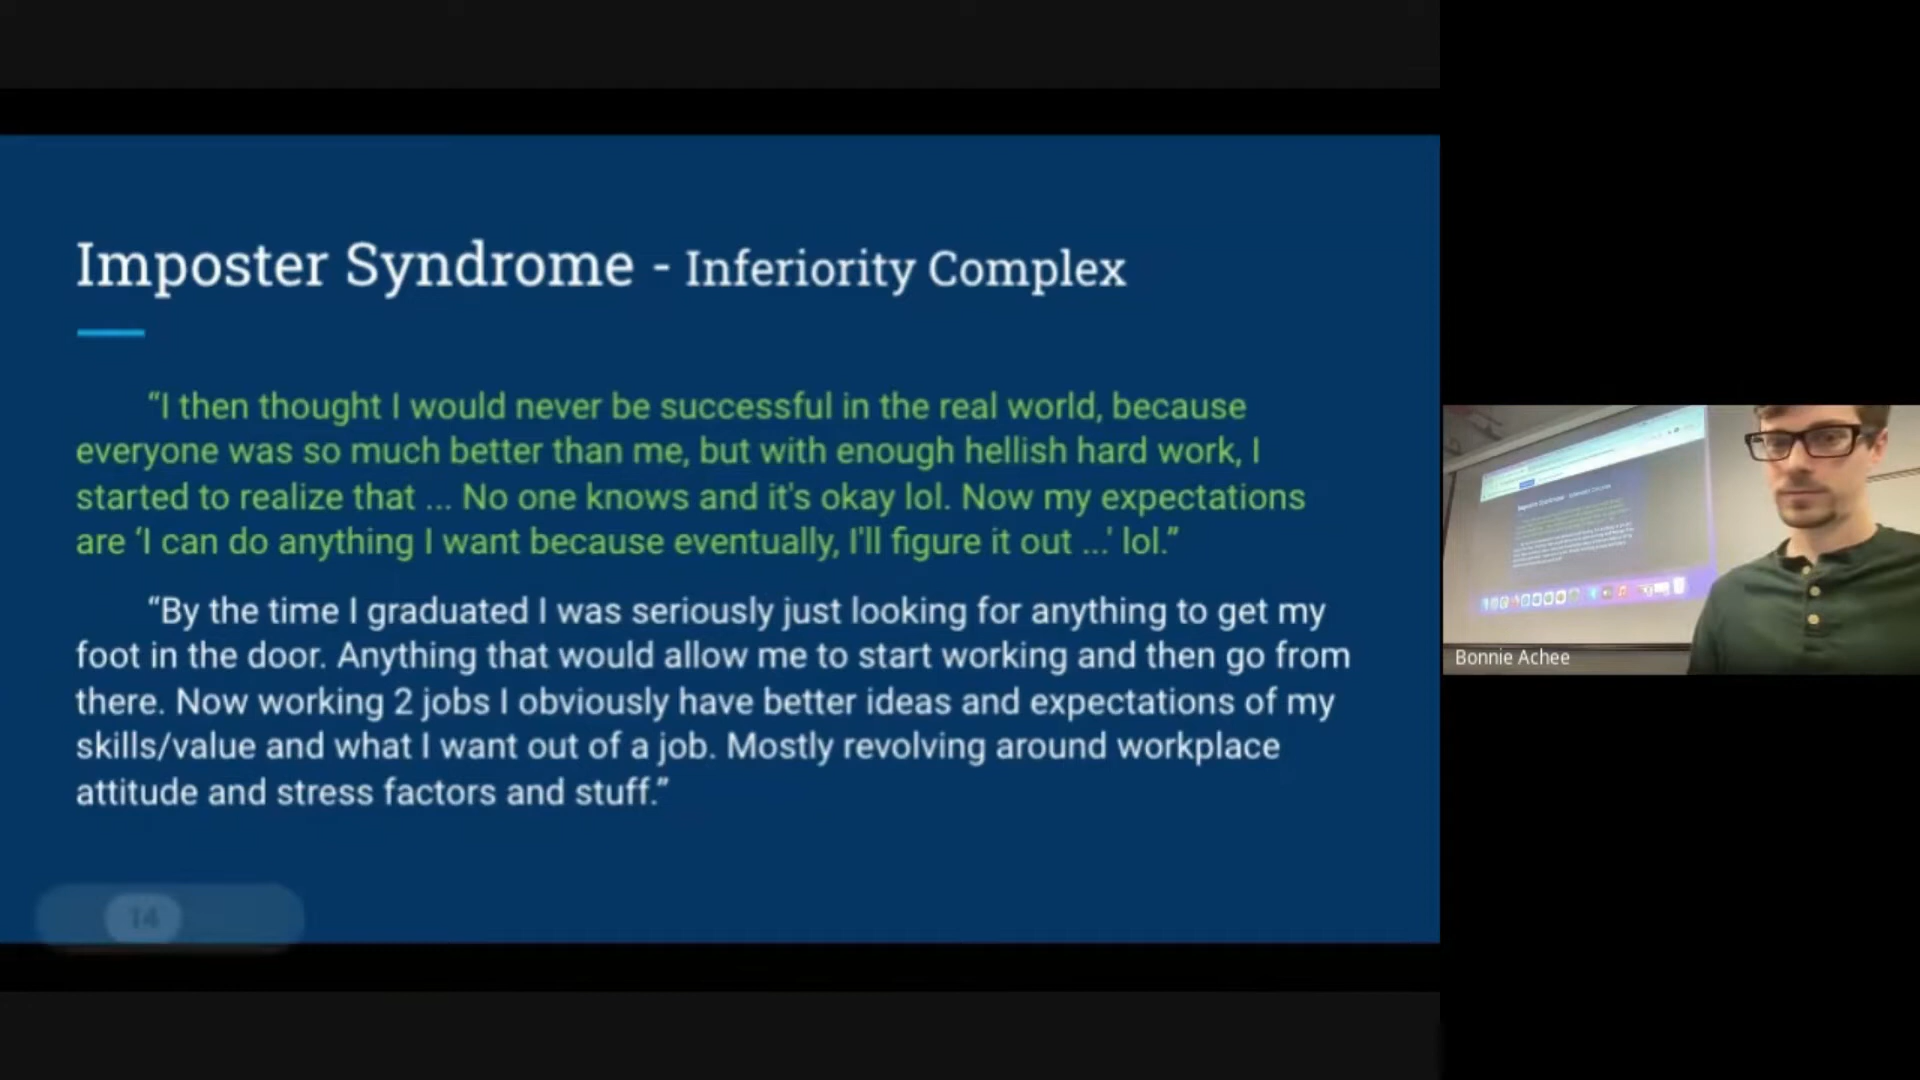 Imposter Syndrome - Inferiority Complex
“I then thought I would never be successful in the real world, because
everyone was so much better than me, but with enough hellish hard work, I
started to realize that ... No one knows and it's okay lol. Now my expectations
are ‘I can do anything I want because eventually, I'll figure it out ...' lol.”
“By the time I graduated I was seriously just looking for anything to get my
foot in the door. Anything that would allow me to start working and then go from
there. Now working 2 jobs I obviously have better ideas and expectations of my
skills/value and what I want out of a job. Mostly revolving around workplace
attitude and stress factors and stuff.”
14
Bonnie Achee